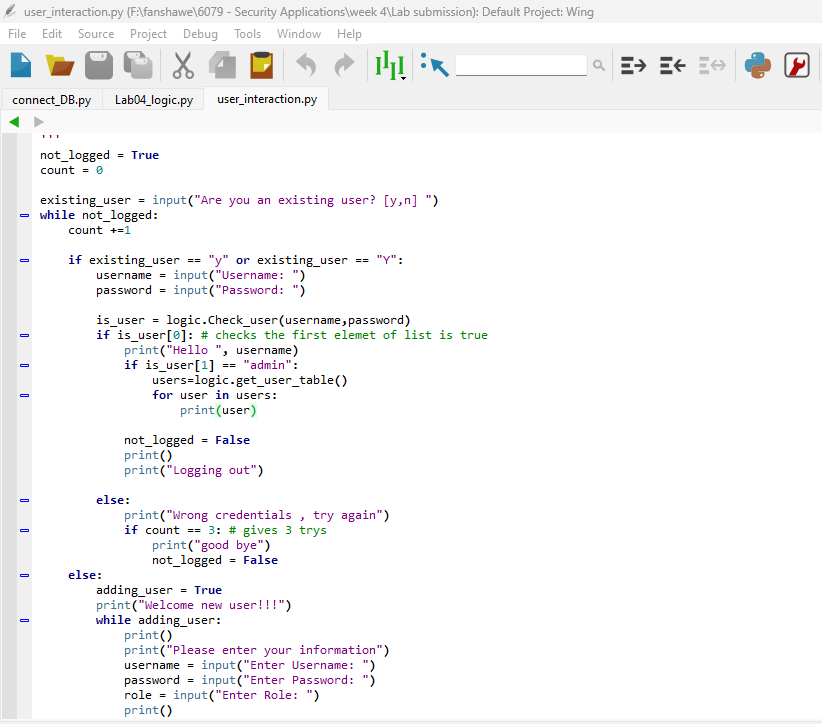 user_interaction.py (F:\fanshawe\6079 - Security Applications\week 4\Lab submission): Default Project: Wing
File Edit Source Project Debug Tools Window Help
connect_DB.py Lab04_logic.py user_interaction.py
'''
not_logged = True
count = 0
existing_user = input("Are you an existing user? [y,n] ")
while not_logged:
    count +=1
    if existing_user == "y" or existing_user == "Y":
        username = input("Username: ")
        password = input("Password: ")
        is_user = logic.Check_user(username,password)
        if is_user[0]: # checks the first elemet of list is true
            print("Hello ", username)
            if is_user[1] == "admin":
                users=logic.get_user_table()
                for user in users:
                    print(user)
            not_logged = False
            print()
            print("Logging out")
        else:
            print("Wrong credentials , try again")
            if count == 3: # gives 3 trys
                print("good bye")
                not_logged = False
    else:
        adding_user = True
        print("Welcome new user!!!")
        while adding_user:
            print()
            print("Please enter your information")
            username = input("Enter Username: ")
            password = input("Enter Password: ")
            role = input("Enter Role: ")
            print()